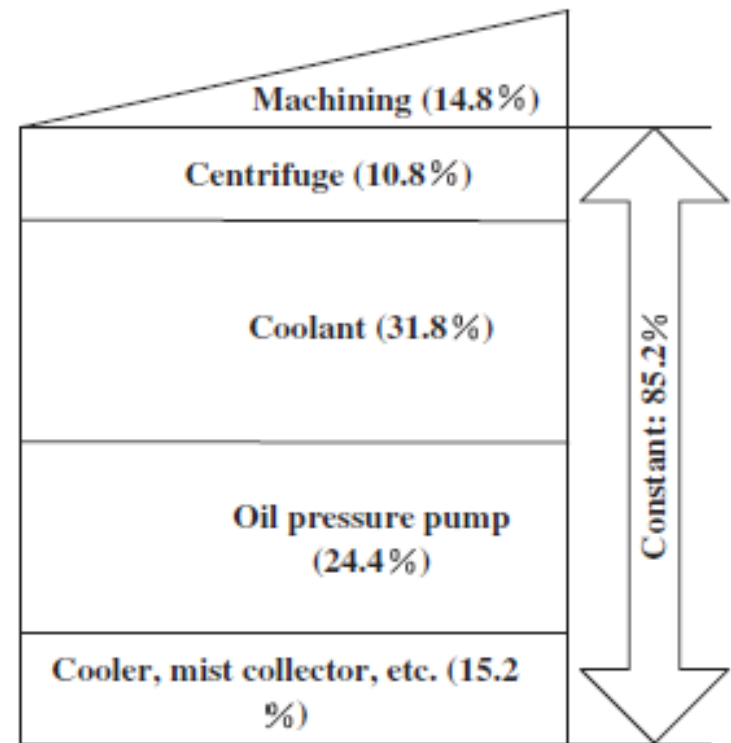 Machining (14.8%)
Centrifuge (10.8%)
Coolant (31.8%)
Oil pressure pump
(24.4%)
Cooler, mist collector, etc. (15.2
%)
Constant: 85.2%